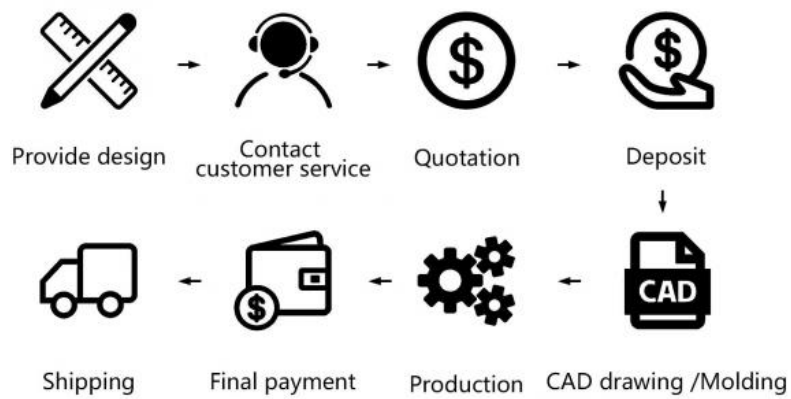 Provide design
Contact
customer service
$
Quotation
$
Deposit
CAD
CAD drawing /Molding
Production
$
Final payment
Shipping